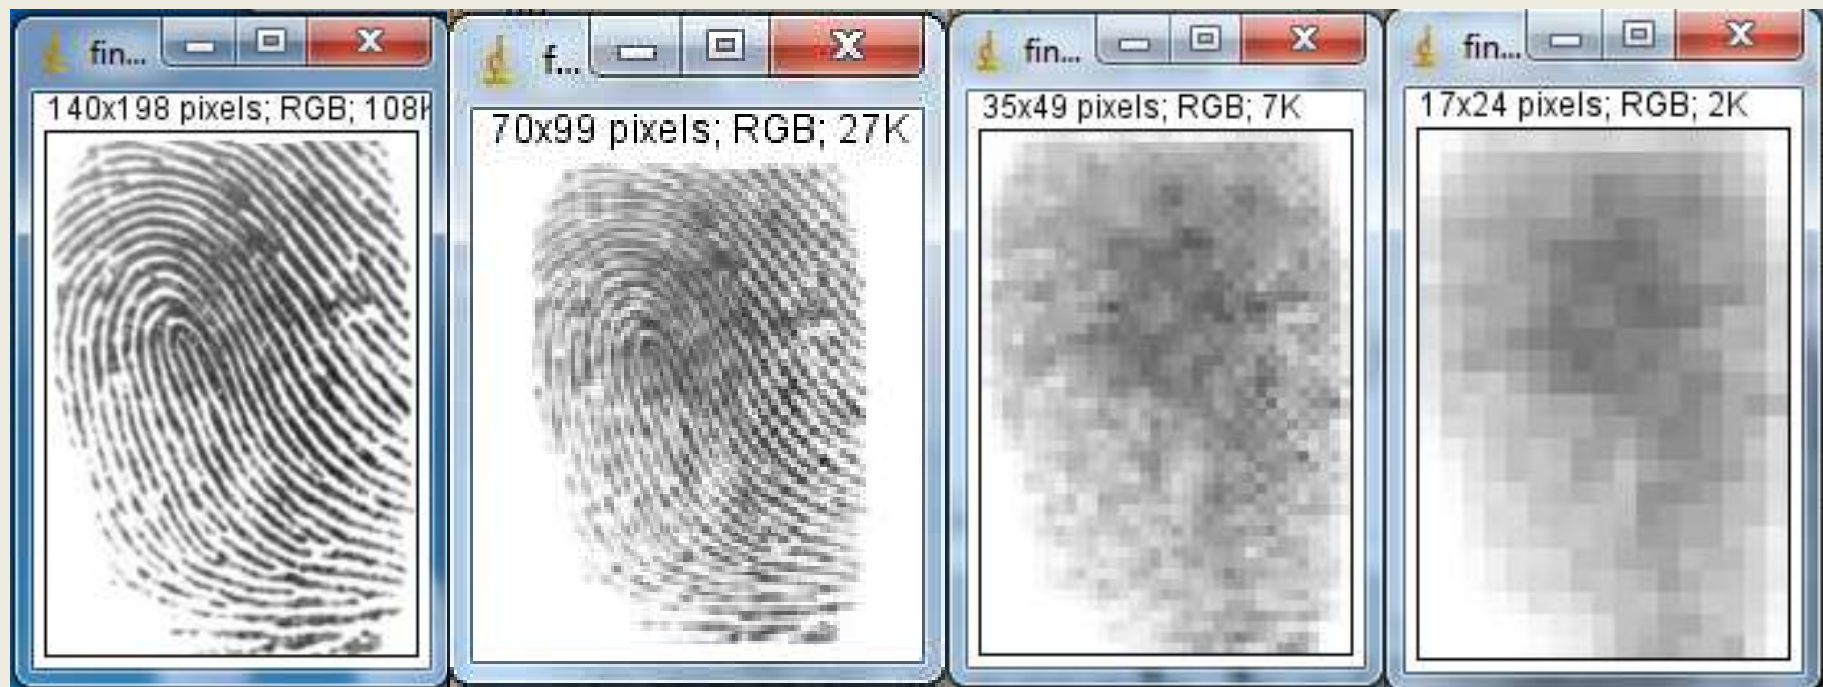 fin...
140x198 pixels; RGB; 108K
f...
70x99 pixels; RGB; 27K
fin...
35x49 pixels; RGB; 7K
fin...
17x24 pixels; RGB; 2K